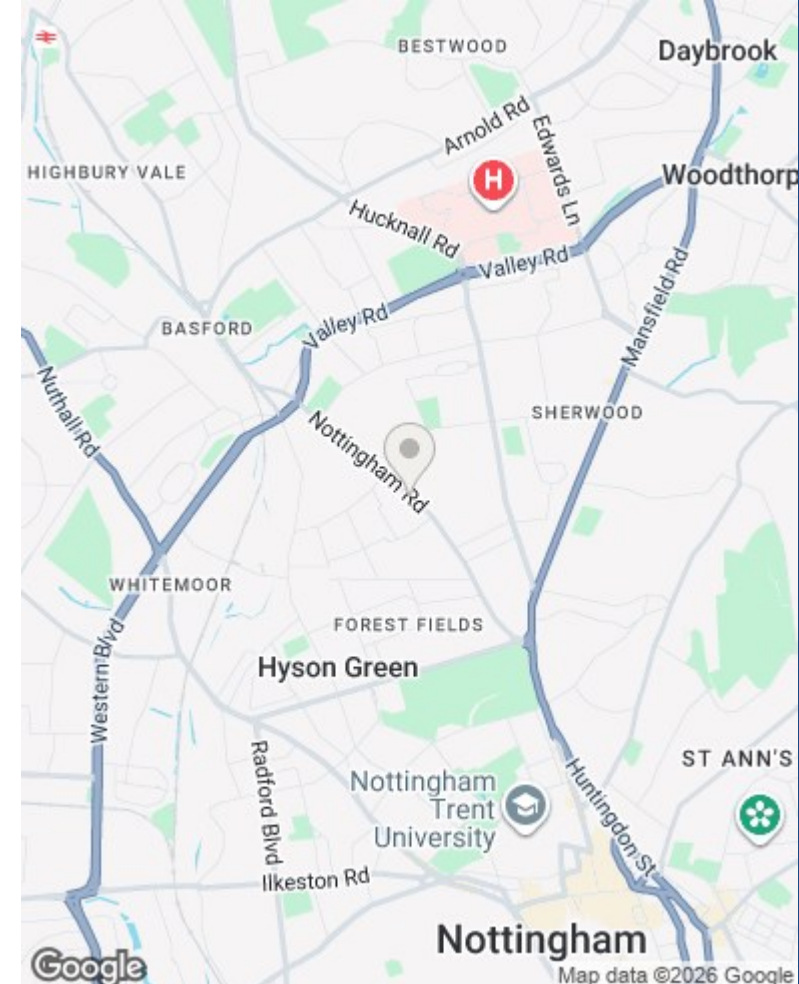 BESTWOOD
Daybrook
Arnold Rd
Edwards Ln
HIGHBURY VALE
H
Woodthorp
Hucknall Rd
Valley Rd
Valley Rd
BASFORD
Mansfield Rd
Nuthall Rd
SHERWOOD
Nottingham Rd
WHITEMOOR
FOREST FIELDS
Hyson Green
Western Blvd
ST ANN'S
Nottingham
Trent
University
Radford Blvd
Huntingdon St
Ilkeston Rd
Nottingham
Google
Map data ©2026 Google